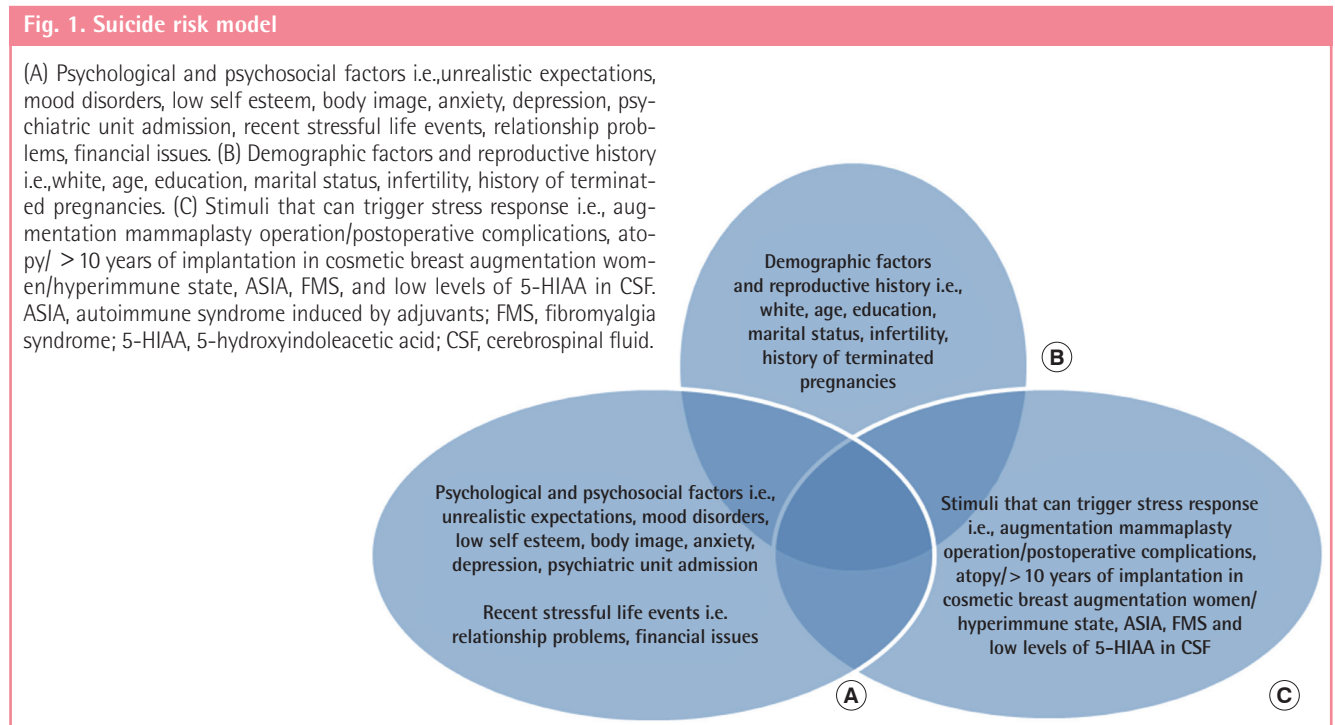 Fig. 1. Suicide risk model
(A) Psychological and psychosocial factors i.e.,unrealistic expectations,
mood disorders, low self esteem, body image, anxiety, depression, psy-
chiatric unit admission, recent stressful life events, relationship prob-
lems, financial issues. (B) Demographic factors and reproductive history
i.e.,white, age, education, marital status, infertility, history of terminat-
ed pregnancies. (C) Stimuli that can trigger stress response i.e., aug-
mentation mammaplasty operation/postoperative complications, ato-
py/ >10 years of implantation in cosmetic breast augmentation wom-
en/hyperimmune state, ASIA, FMS, and low levels of 5-HIAA in CSF.
ASIA, autoimmune syndrome induced by adjuvants; FMS, fibromyalgia
syndrome; 5-HIAA, 5-hydroxyindoleacetic acid; CSF, cerebrospinal fluid.
Demographic factors
and reproductive history i.e.,
white, age, education,
marital status, infertility,
history of terminated
pregnancies
B
Psychological and psychosocial factors i.e.,
unrealistic expectations, mood disorders,
low self esteem, body image, anxiety,
depression, psychiatric unit admission
Recent stressful life events i.e.
relationship problems, financial issues
A
Stimuli that can trigger stress response
i.e., augmentation mammaplasty
operation/postoperative complications,
atopy/>10 years of implantation in
cosmetic breast augmentation women/
hyperimmune state, ASIA, FMS and
low levels of 5-HIAA in CSF
C